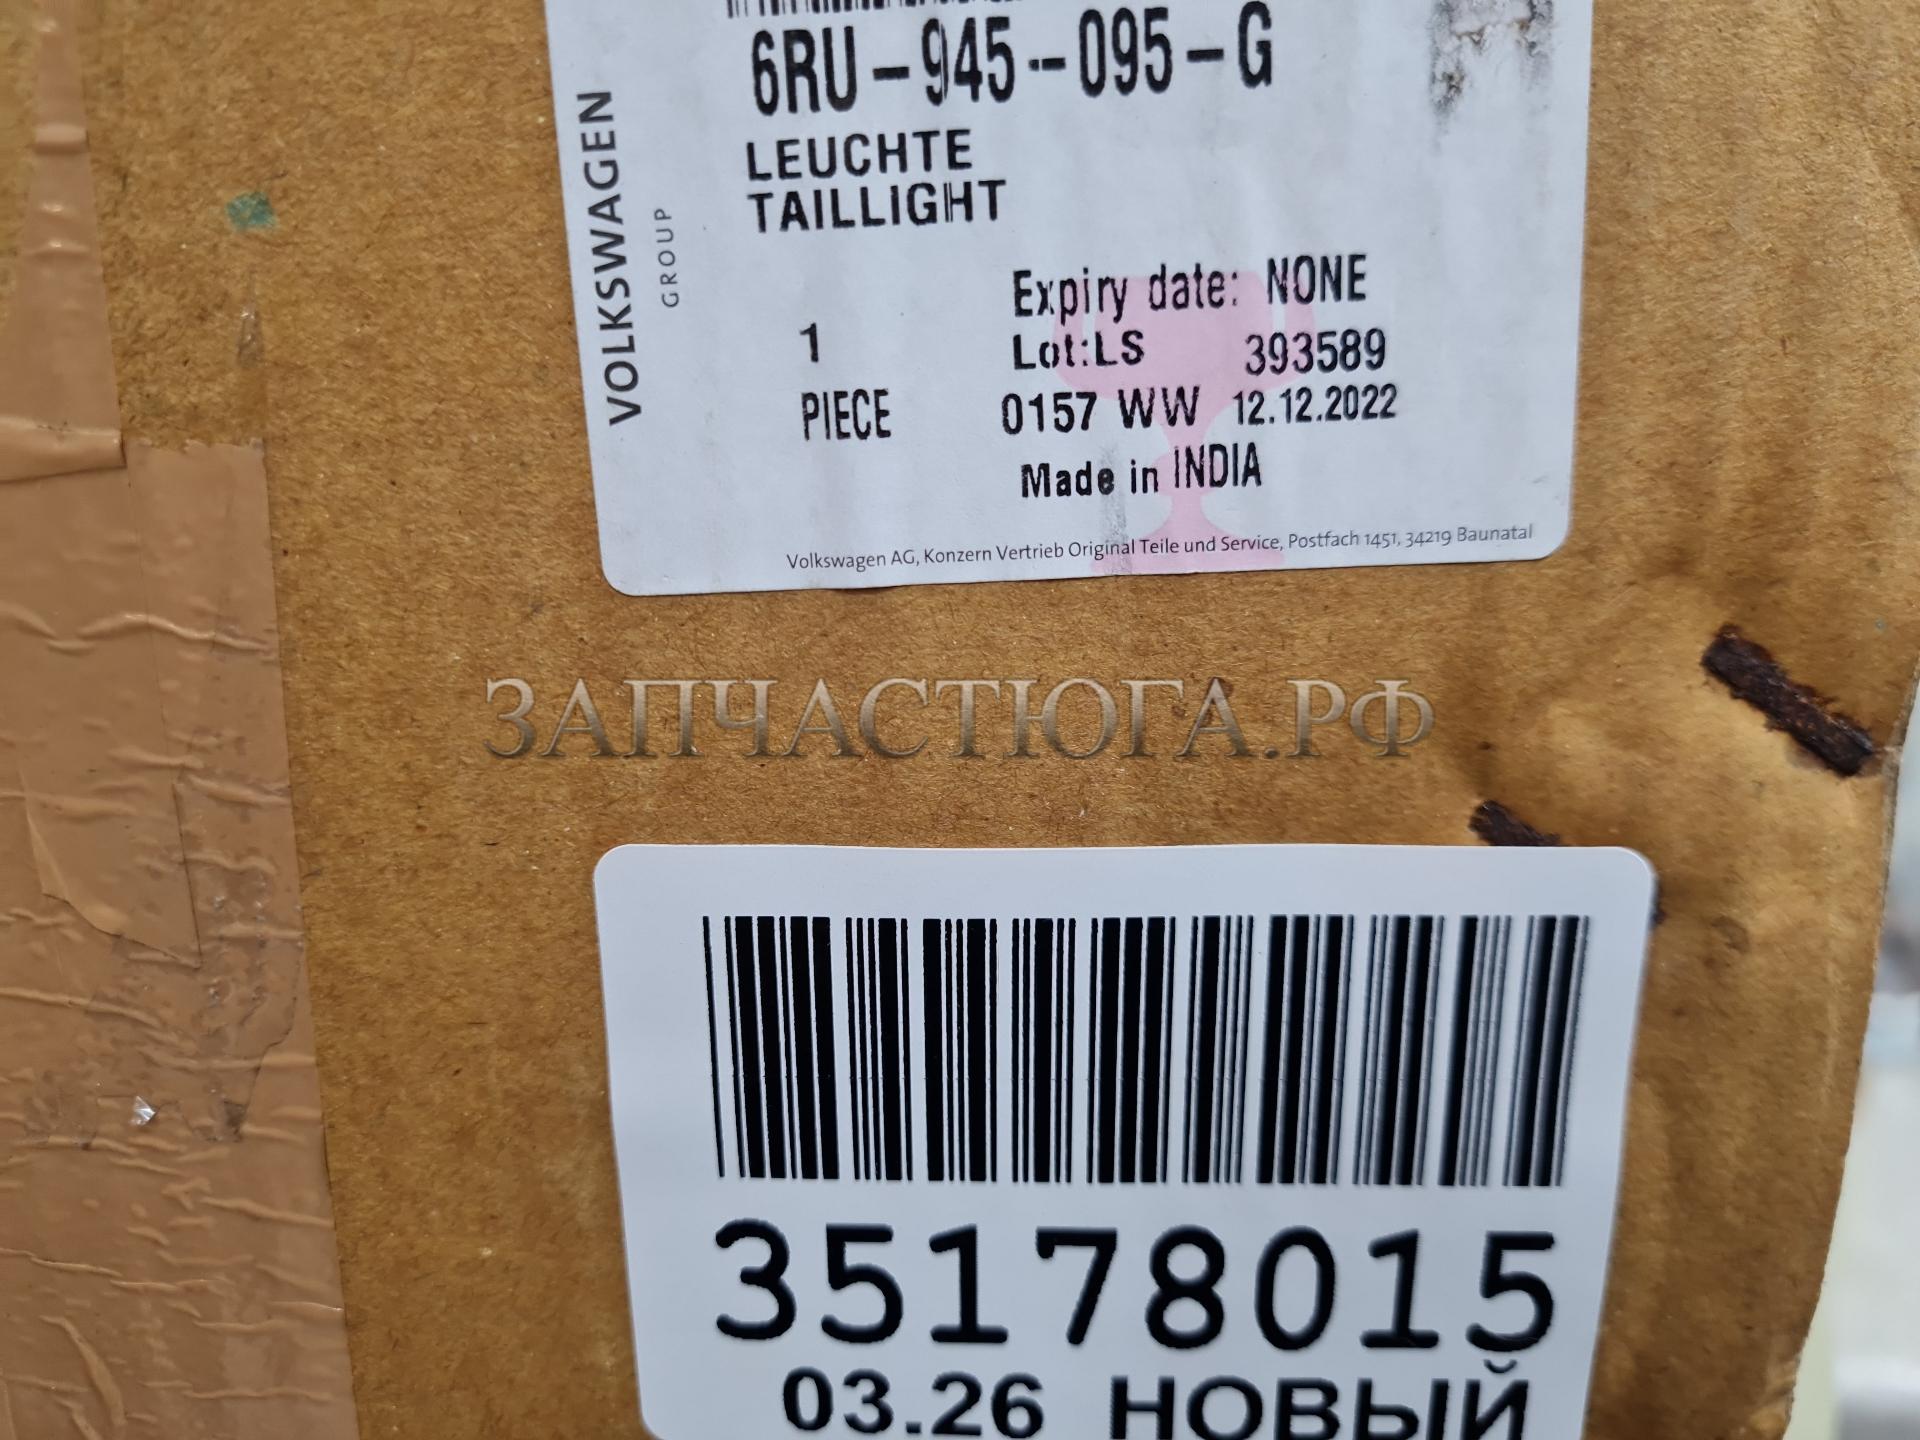 6RU-945-095-G
LEUCHTE
TAILLIGHT
VOLKSWAGEN
GROUP
Expiry date: NONE
1 Lot:LS 393589
PIECE 0157 WW 12.12.2022
Made in INDIA
Volkswagen AG, Konzern Vertrieb Original Teile und Service, Postfach 1451, 34219 Baunatal
ЗАПЧАСТЮГА.РФ
35178015
03.26 НОВЫЙ